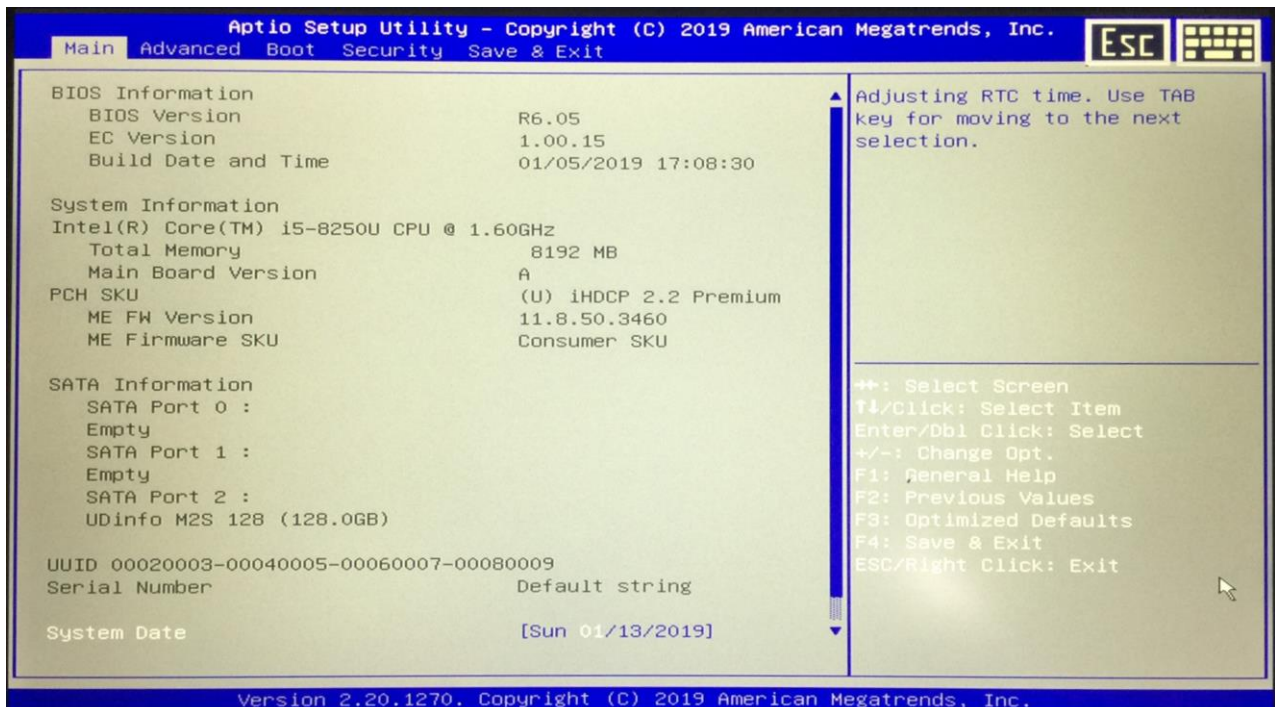 Aptio Setup Utility – Copyright (C) 2019 American Megatrends, Inc.
Main Advanced Boot Security Save & Exit
Esc
BIOS Information
BIOS Version R6.05
EC Version 1.00.15
Build Date and Time 01/05/2019 17:08:30
System Information
Intel(R) Core(TM) i5-8250U CPU @ 1.60GHz
Total Memory 8192 MB
Main Board Version A
PCH SKU (U) iHDCP 2.2 Premium
ME FW Version 11.8.50.3460
ME Firmware SKU Consumer SKU
SATA Information
SATA Port 0 :
Empty
SATA Port 1 :
Empty
SATA Port 2 :
UDinfo M2S 128 (128.0GB)
UUID 00020003-00040005-00060007-00080009
Serial Number Default string
System Date [Sun 01/13/2019]
Adjusting RTC time. Use TAB
key for moving to the next
selection.
→←: Select Screen
↑↓/Click: Select Item
Enter/Dbl Click: Select
+/-: Change Opt.
F1: General Help
F2: Previous Values
F3: Optimized Defaults
F4: Save & Exit
ESC/Right Click: Exit
Version 2.20.1270. Copyright (C) 2019 American Megatrends, Inc.